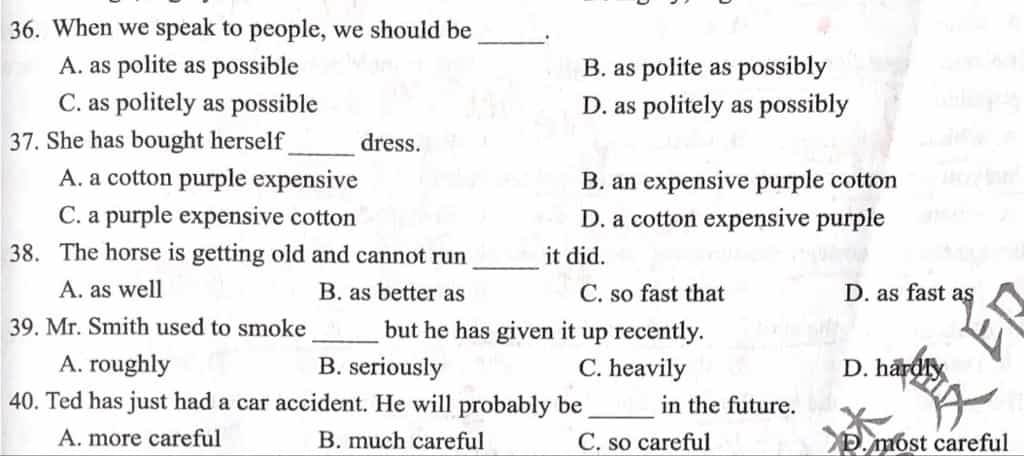 36. When we speak to people, we should be _____.
A. as polite as possible B. as polite as possibly
C. as politely as possible D. as politely as possibly
37. She has bought herself _____ dress.
A. a cotton purple expensive B. an expensive purple cotton
C. a purple expensive cotton D. a cotton expensive purple
38. The horse is getting old and cannot run _____ it did.
A. as well B. as better as C. so fast that D. as fast as
39. Mr. Smith used to smoke _____ but he has given it up recently.
A. roughly B. seriously C. heavily D. hardly
40. Ted has just had a car accident. He will probably be _____ in the future.
A. more careful B. much careful C. so careful D. most careful